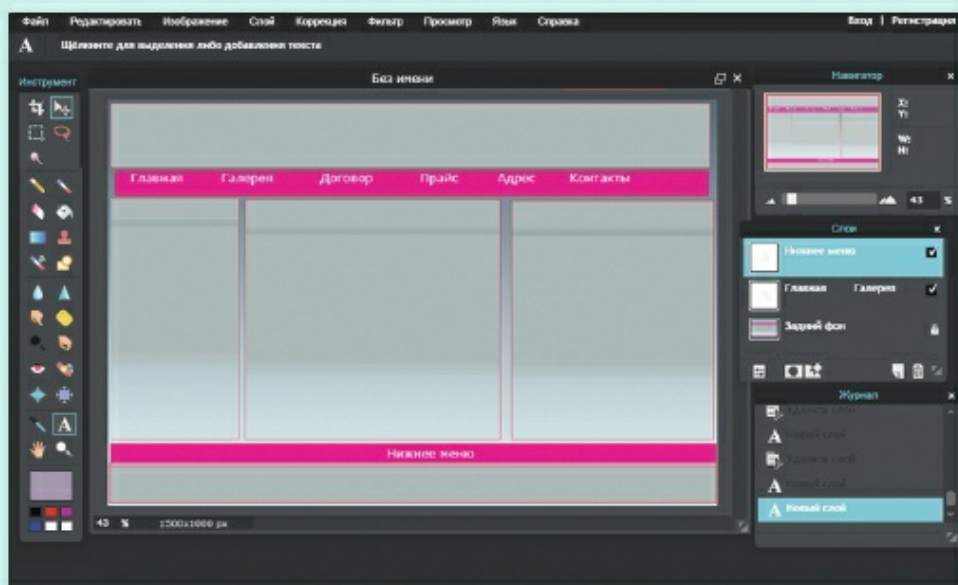 Файл Редактировать Изображение Слой Коррекция Фильтр Просмотр Язык Справка Вход | Регистрация
A Щёлкните для выделения либо добавления текста
Инструмент
Без имени
Навигатор
X:
Y:
W:
H:
43 %
Главная Галерея Договор Прайс Адрес Контакты
Нижнее меню
43 % 1500x1000 px
Слои
Нижнее меню
Главная Галерея
Задний фон
Журнал
Удалить слой
A Новый слой
Удалить слой
A Новый слой
A Новый слой
A